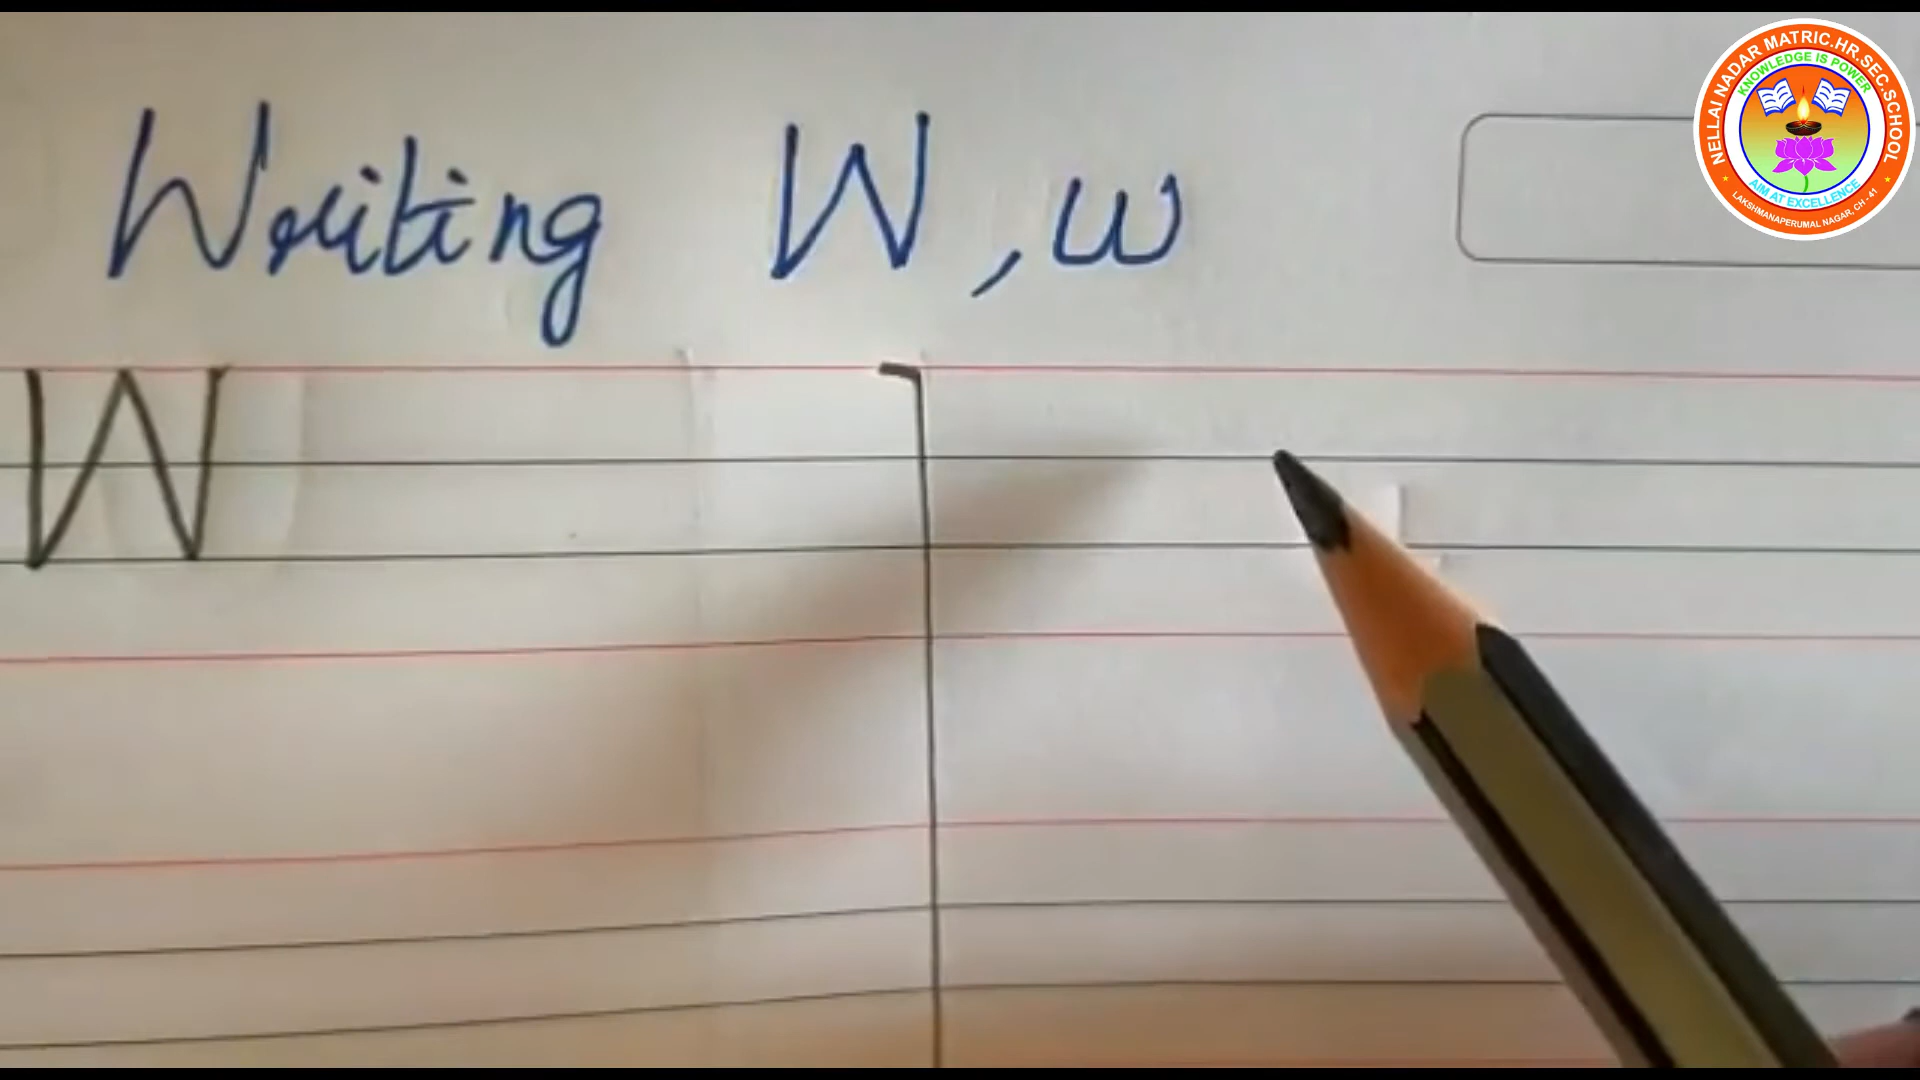 Writing W, w
W
NELLAI NADAR MATRIC.HR.SEC.SCHOOL
KNOWLEDGE IS POWER
AIM AT EXCELLENCE
LAKSHMANAPERUMAL NAGAR, CH - 41